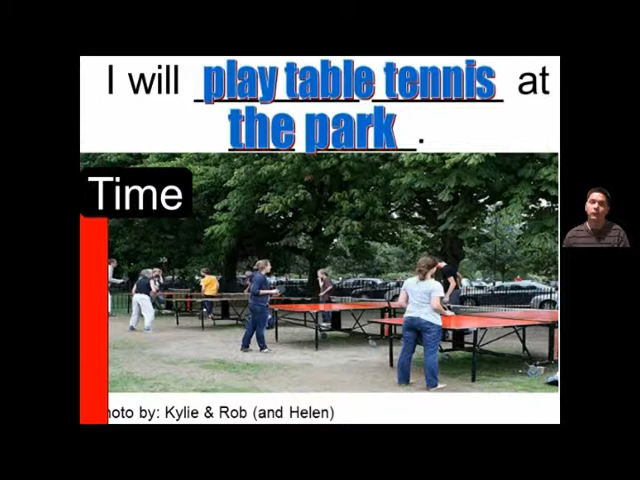 I will play table tennis at
the park.
Time
hoto by: Kylie & Rob (and Helen)